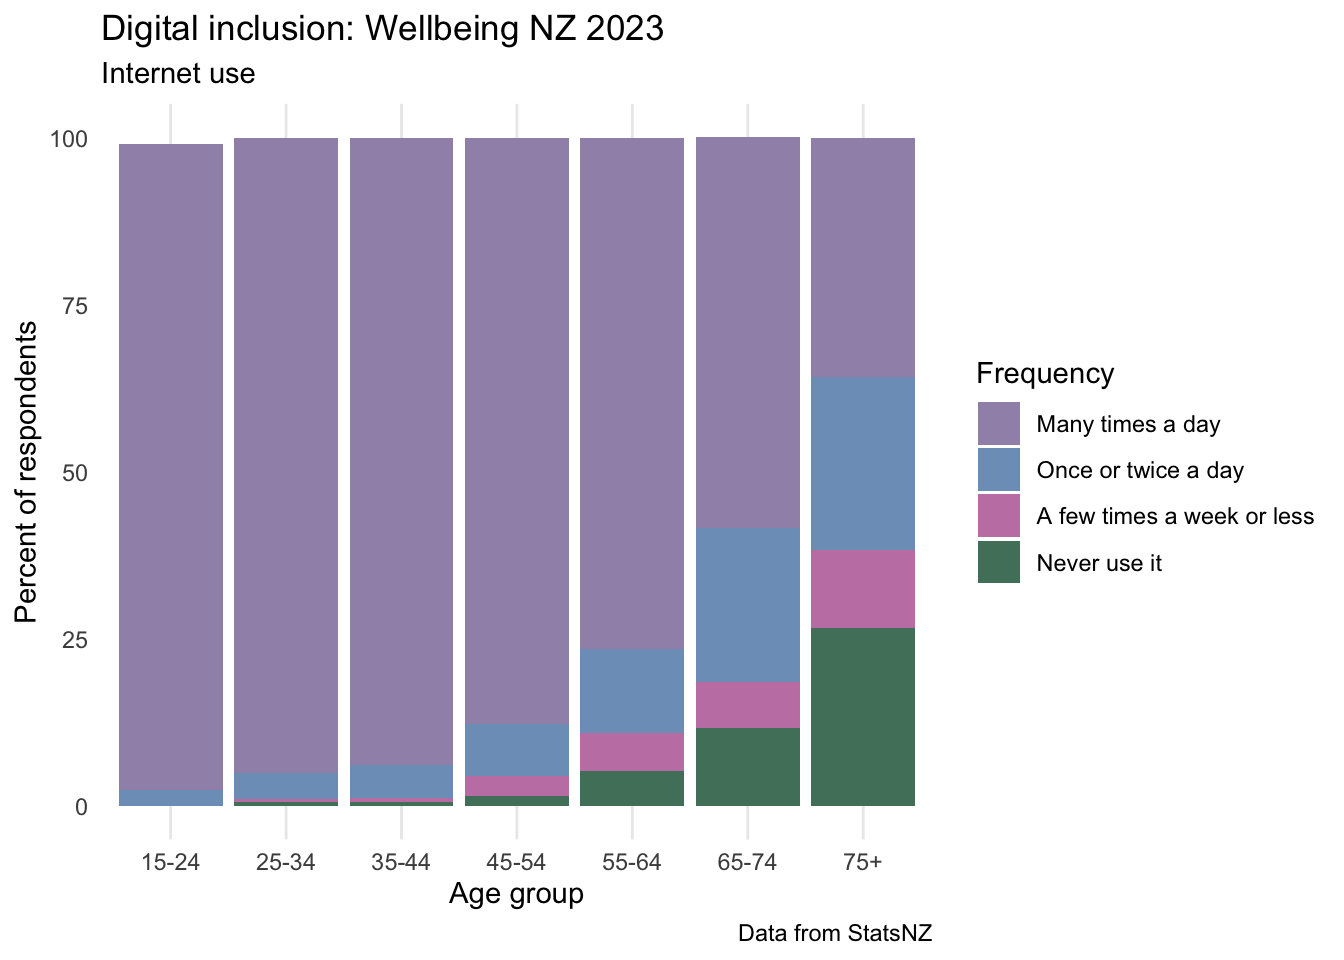 Digital inclusion: Wellbeing NZ 2023
Internet use
100
75
50
25
0
Percent of respondents
15-24 25-34 35-44 45-54 55-64 65-74 75+
Age group
Frequency
Many times a day
Once or twice a day
A few times a week or less
Never use it
Data from StatsNZ